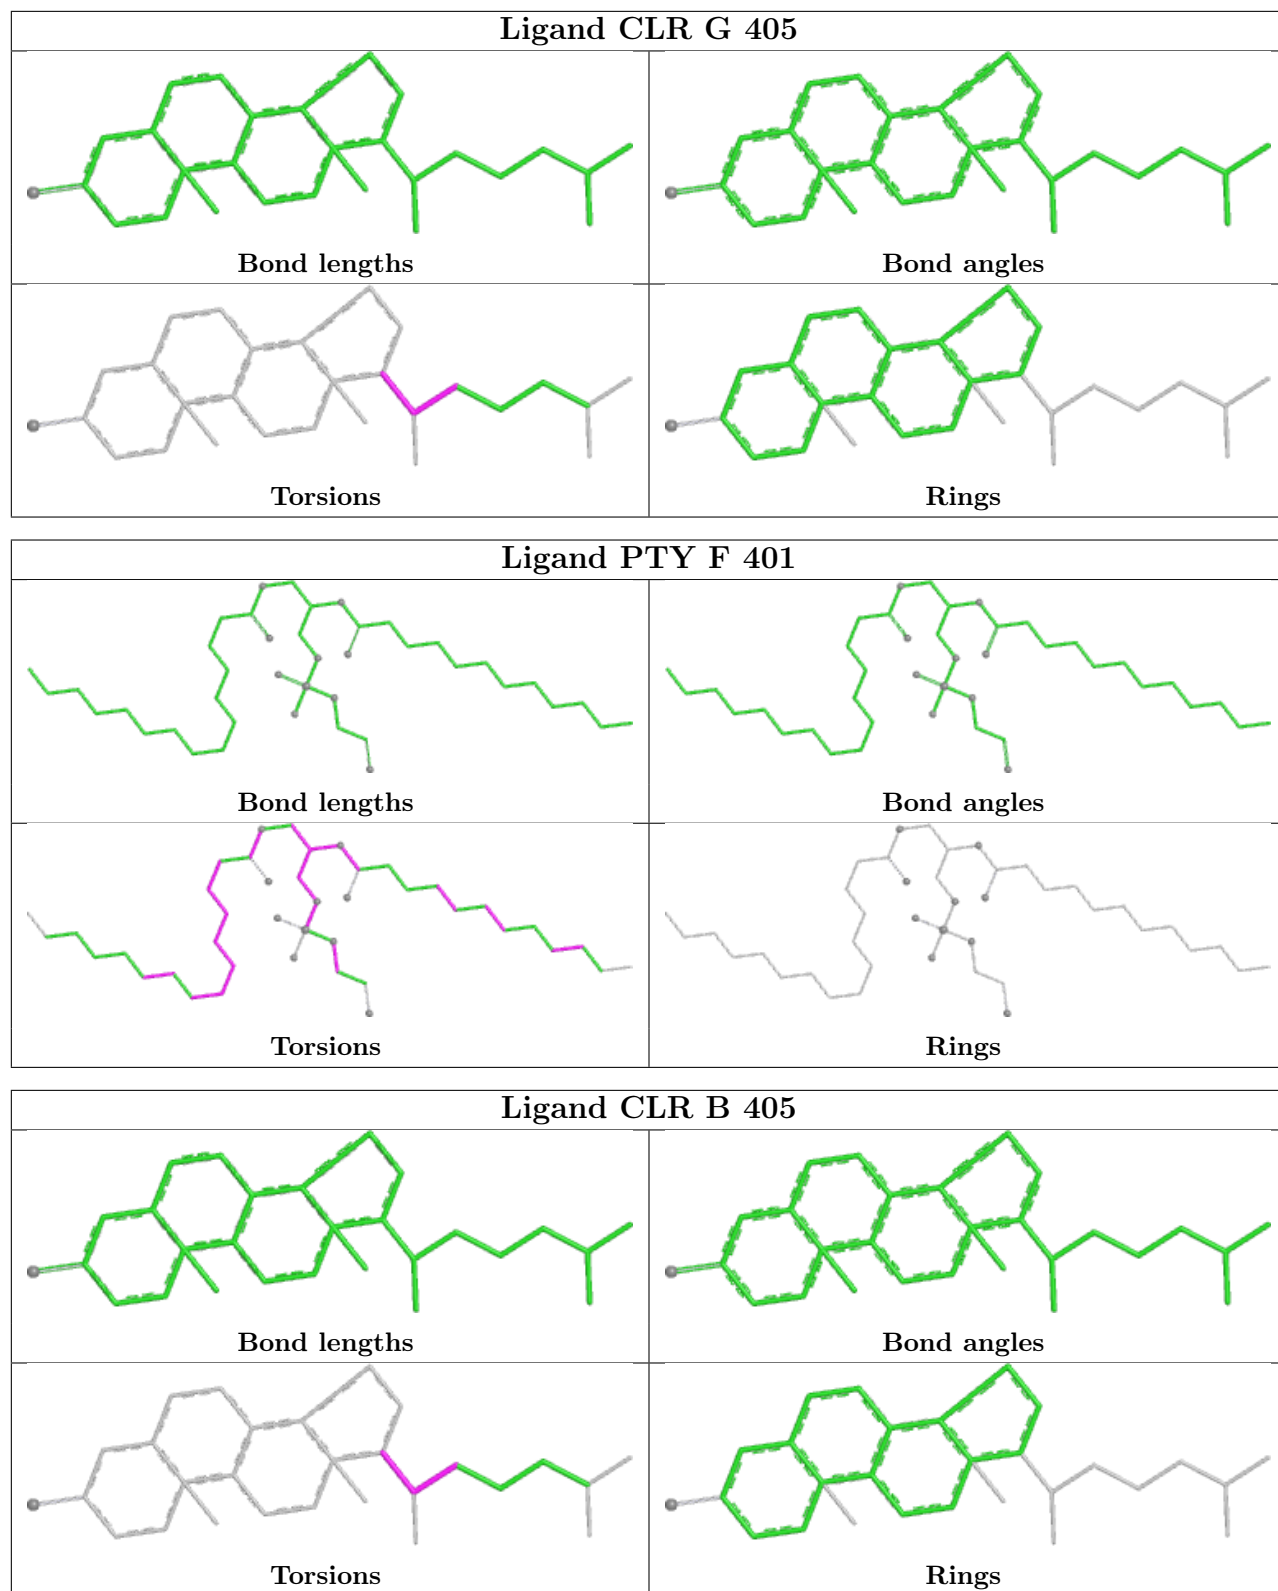 Ligand CLR G 405
Bond lengths
Bond angles
Torsions
Rings
Ligand PTY F 401
Bond lengths
Bond angles
Torsions
Rings
Ligand CLR B 405
Bond lengths
Bond angles
Torsions
Rings